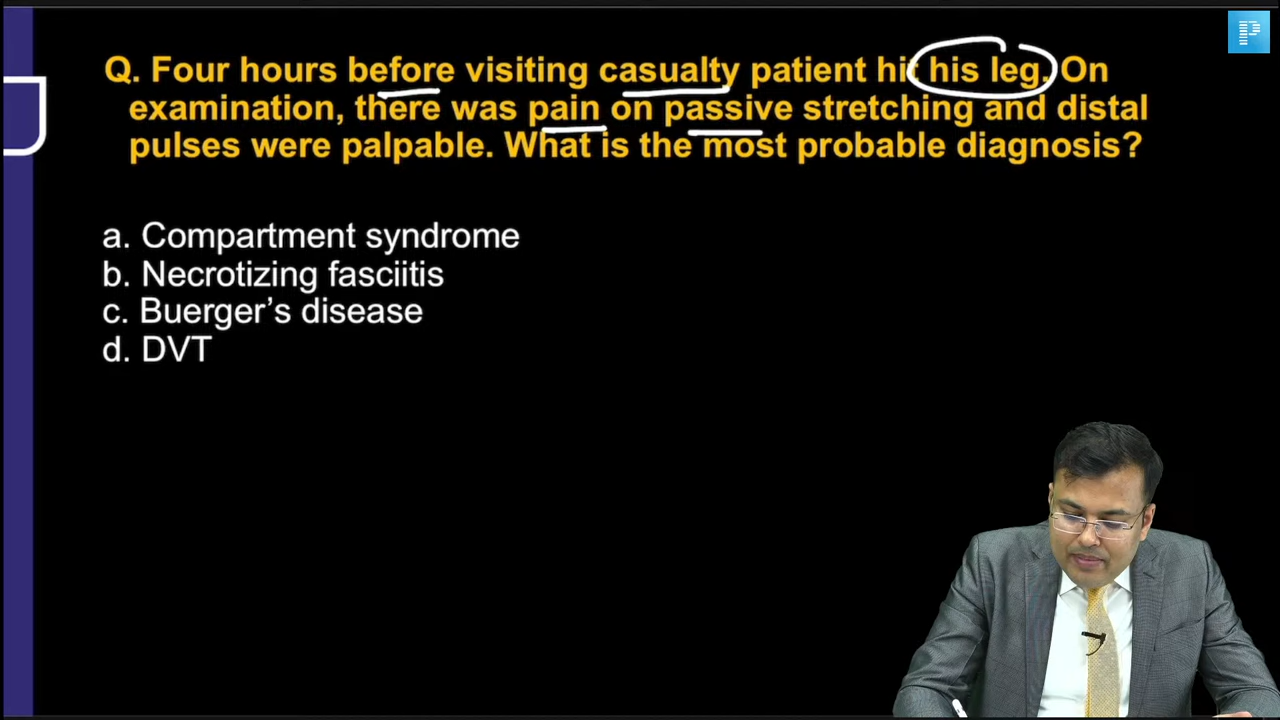 Q. Four hours before visiting casualty patient hit his leg. On
examination, there was pain on passive stretching and distal
pulses were palpable. What is the most probable diagnosis?
a. Compartment syndrome
b. Necrotizing fasciitis
c. Buerger’s disease
d. DVT